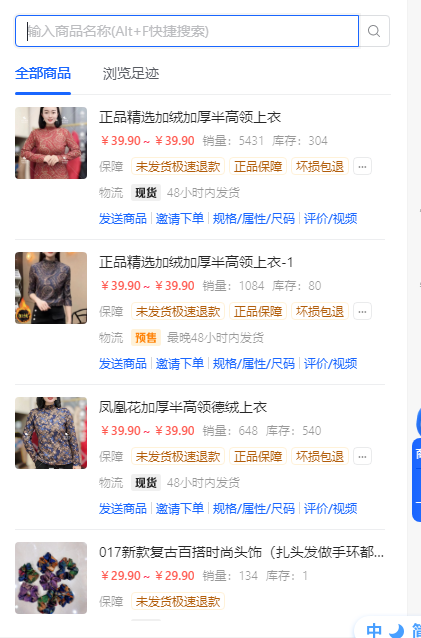 输入商品名称(Alt+F快捷搜索)
全部商品 浏览足迹
正品精选加绒加厚半高领上衣
￥39.90 ~ ￥39.90 销量：5431 库存：304
保障 未发货极速退款 正品保障 坏损包退 ...
物流 现货 48小时内发货
发送商品 邀请下单 规格/属性/尺码 评价/视频
正品精选加绒加厚半高领上衣-1
￥39.90 ~ ￥39.90 销量：1084 库存：80
保障 未发货极速退款 正品保障 坏损包退 ...
物流 预售 最晚48小时内发货
发送商品 邀请下单 规格/属性/尺码 评价/视频
凤凰花加厚半高领德绒上衣
￥39.90 ~ ￥39.90 销量：648 库存：540
保障 未发货极速退款 正品保障 坏损包退 ...
物流 现货 48小时内发货
发送商品 邀请下单 规格/属性/尺码 评价/视频
017新款复古百搭时尚头饰（扎头发做手环都...
￥29.90 ~ ￥29.90 销量：134 库存：1
保障 未发货极速退款
中